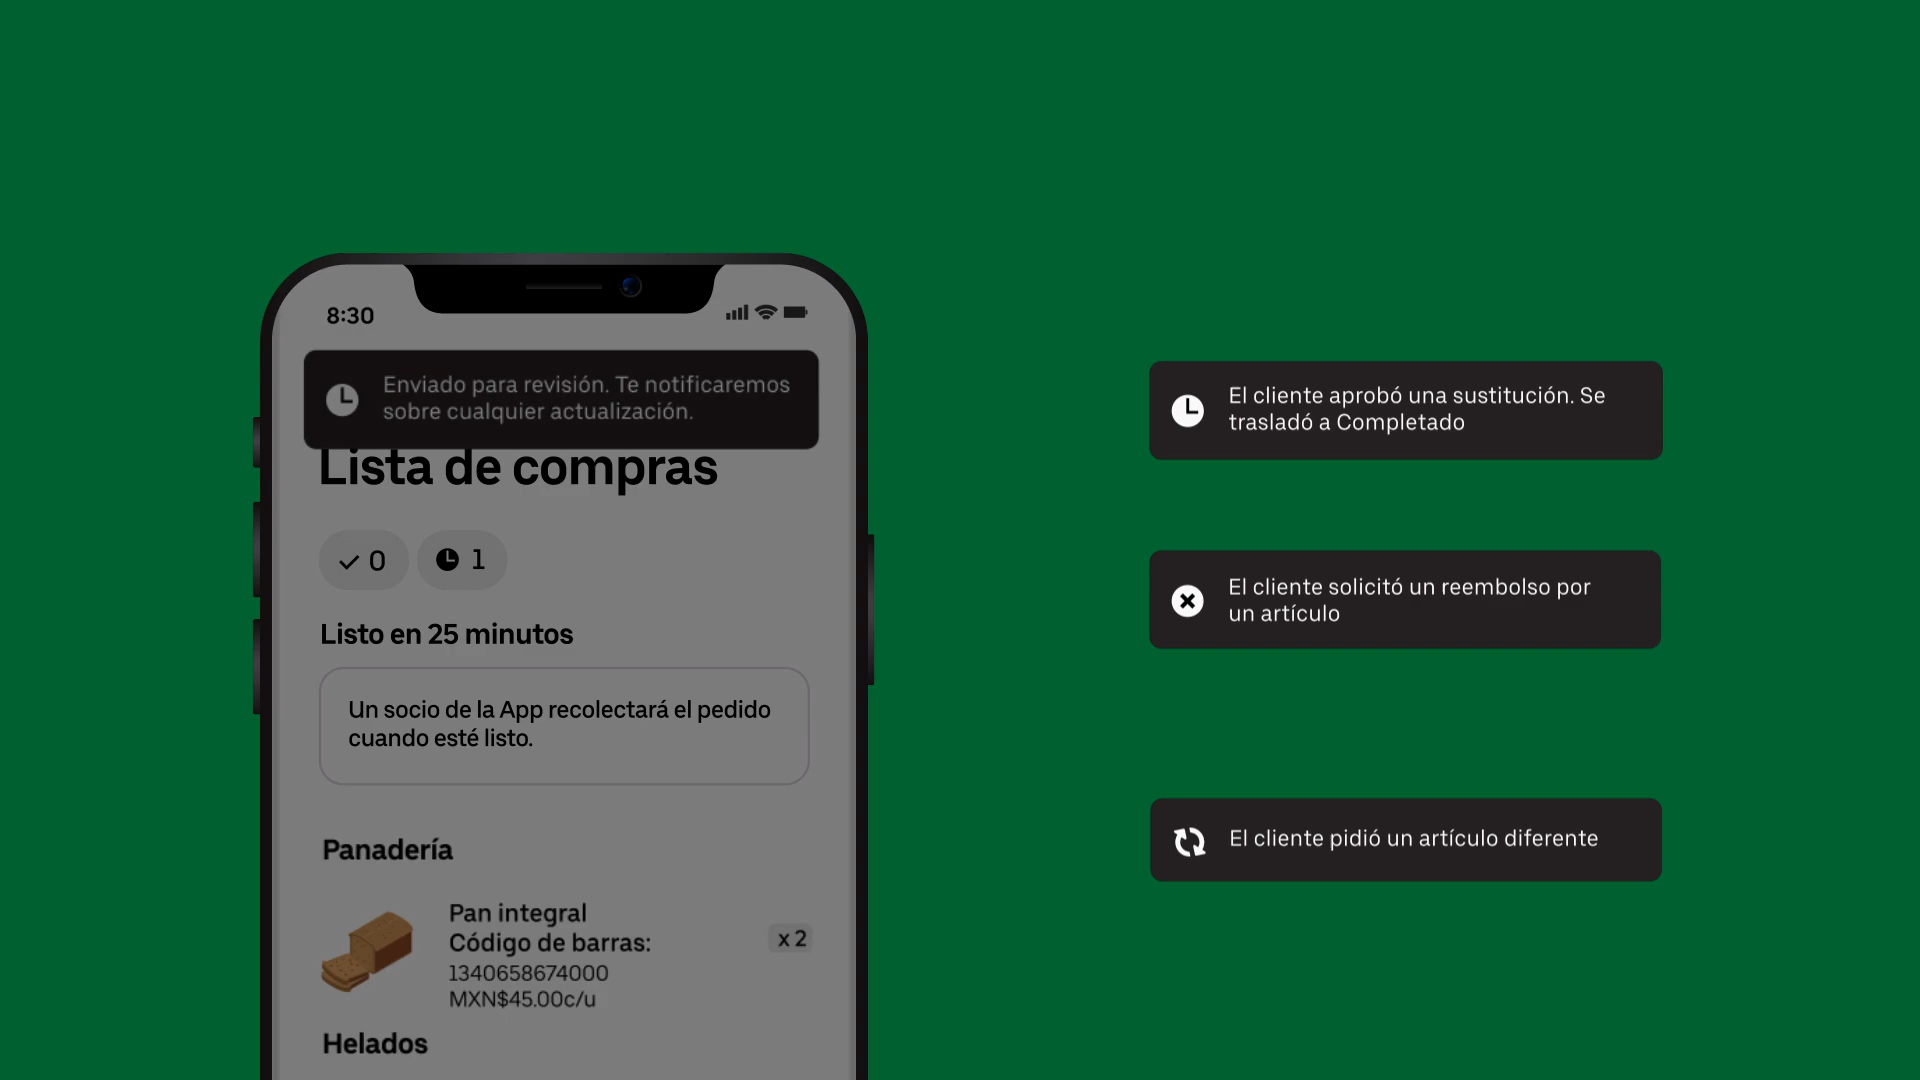 8:30
Enviado para revisión. Te notificaremos
sobre cualquier actualización.
Lista de compras
0
1
Listo en 25 minutos
Un socio de la App recolectará el pedido
cuando esté listo.
Panadería
Pan integral
Código de barras:
1340658674000
MXN$45.00c/u
x 2
Helados
El cliente aprobó una sustitución. Se
trasladó a Completado
El cliente solicitó un reembolso por
un artículo
El cliente pidió un artículo diferente